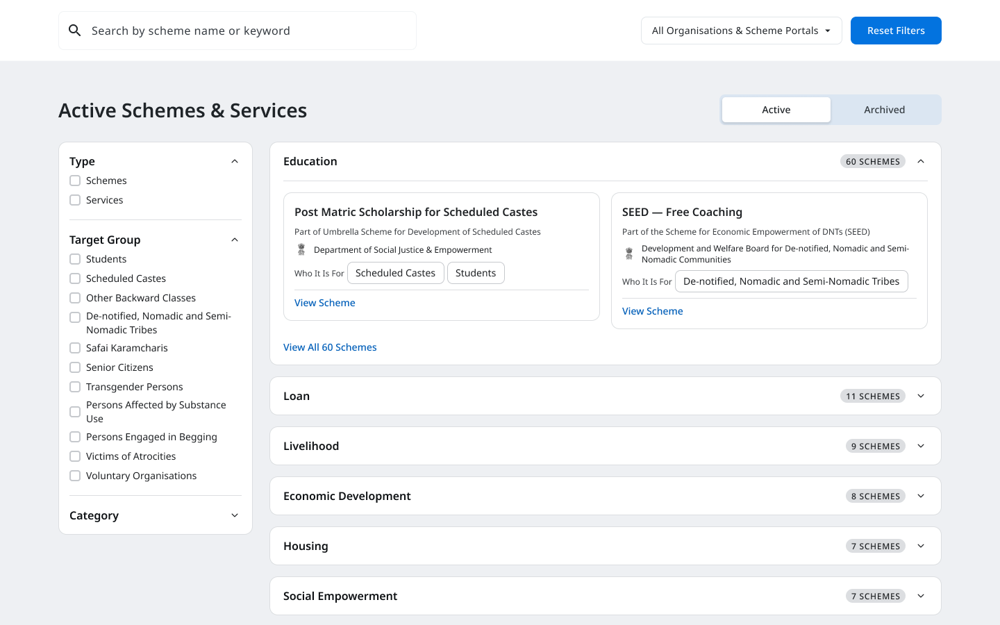 Search by scheme name or keyword
All Organisations & Scheme Portals
Reset Filters
Active Schemes & Services
Active
Archived
Type
Schemes
Services
Target Group
Students
Scheduled Castes
Other Backward Classes
De-notified, Nomadic and Semi-
Nomadic Tribes
Safai Karamcharis
Senior Citizens
Transgender Persons
Persons Affected by Substance
Use
Persons Engaged in Begging
Victims of Atrocities
Voluntary Organisations
Category
Education
60 SCHEMES
Post Matric Scholarship for Scheduled Castes
Part of Umbrella Scheme for Development of Scheduled Castes
Department of Social Justice & Empowerment
Who It Is For Scheduled Castes Students
View Scheme
SEED — Free Coaching
Part of the Scheme for Economic Empowerment of DNTs (SEED)
Development and Welfare Board for De-notified, Nomadic and Semi-
Nomadic Communities
Who It Is For De-notified, Nomadic and Semi-Nomadic Tribes
View Scheme
View All 60 Schemes
Loan
11 SCHEMES
Livelihood
9 SCHEMES
Economic Development
8 SCHEMES
Housing
7 SCHEMES
Social Empowerment
7 SCHEMES